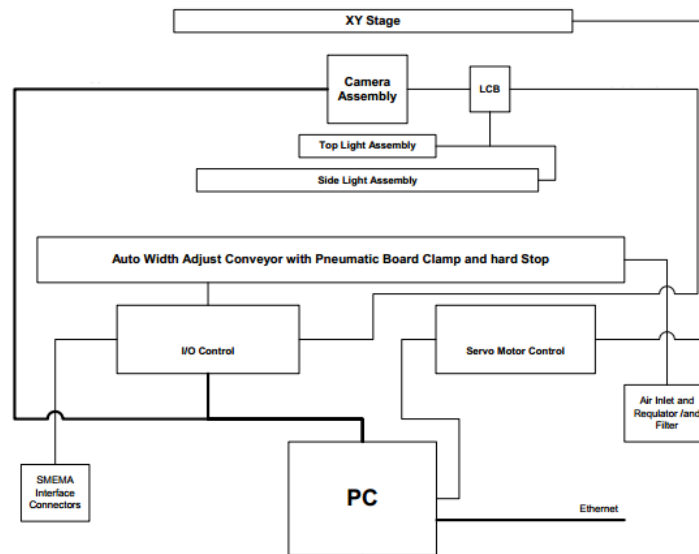 XY Stage
Camera
Assembly
LCB
Top Light Assembly
Side Light Assembly
Auto Width Adjust Conveyor with Pneumatic Board Clamp and hard Stop
I/O Control
Servo Motor Control
Air Inlet and
Requlator /and
Filter
SMEMA
Interface
Connectors
PC
Ethernet